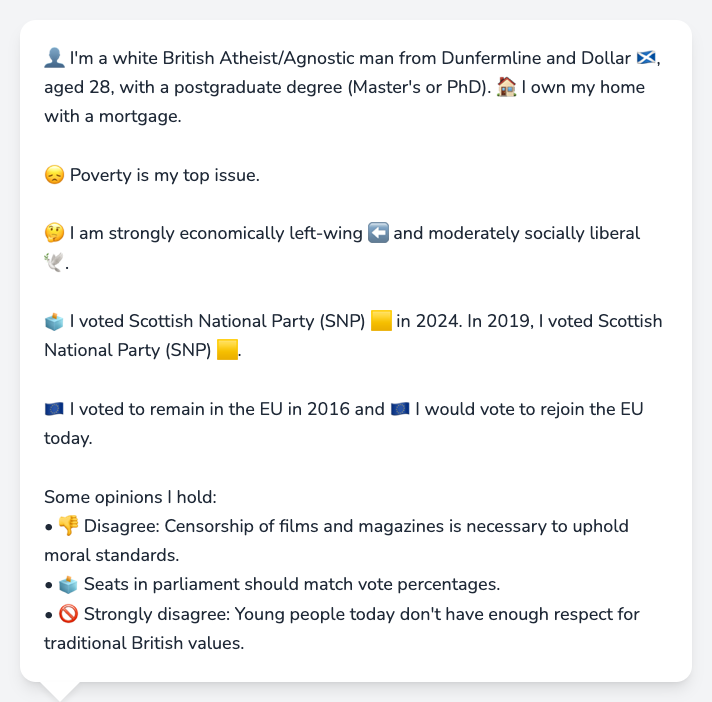 👤 I'm a white British Atheist/Agnostic man from Dunfermline and Dollar 🏴󠁧󠁢󠁳󠁣󠁴󠁿,
aged 28, with a postgraduate degree (Master's or PhD). 🏠 I own my home
with a mortgage.
😞 Poverty is my top issue.
🤔 I am strongly economically left-wing ⬅️ and moderately socially liberal
🕊️.
🗳️ I voted Scottish National Party (SNP) 🟨 in 2024. In 2019, I voted Scottish
National Party (SNP) 🟨.
🇪🇺 I voted to remain in the EU in 2016 and 🇪🇺 I would vote to rejoin the EU
today.
Some opinions I hold:
• 👎 Disagree: Censorship of films and magazines is necessary to uphold
moral standards.
• 🗳️ Seats in parliament should match vote percentages.
• 🚫 Strongly disagree: Young people today don't have enough respect for
traditional British values.